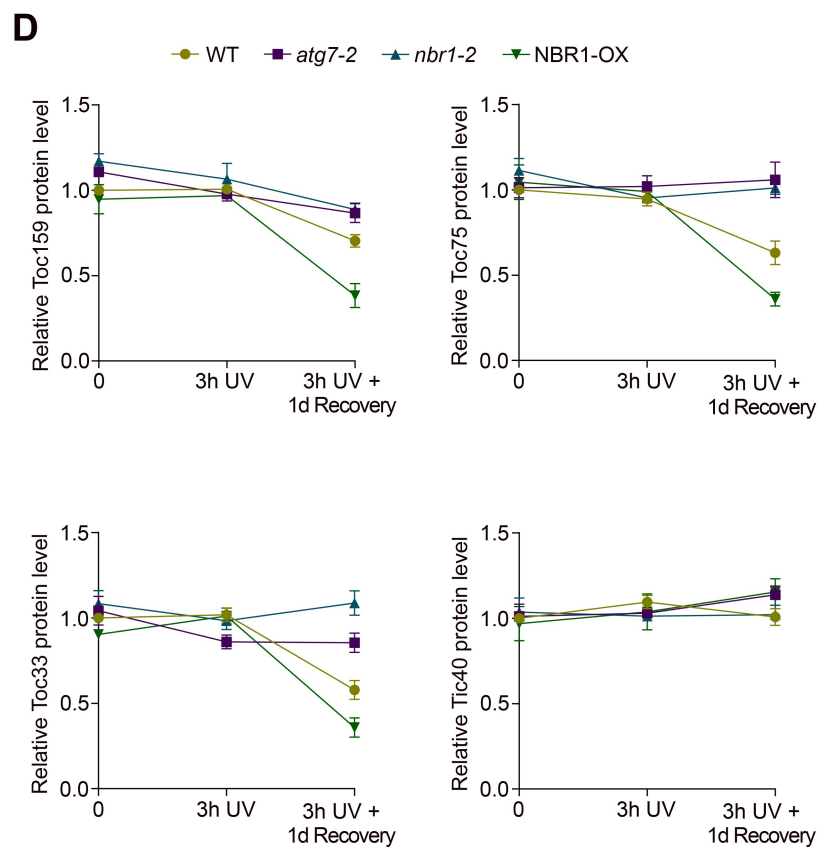 D
WT atg7-2 nbr1-2 NBR1-OX
Relative Toc159 protein level
1.5
1.0
0.5
0.0
0 3h UV 3h UV +
1d Recovery
Relative Toc75 protein level
1.5
1.0
0.5
0.0
0 3h UV 3h UV +
1d Recovery
Relative Toc33 protein level
1.5
1.0
0.5
0.0
0 3h UV 3h UV +
1d Recovery
Relative Tic40 protein level
1.5
1.0
0.5
0.0
0 3h UV 3h UV +
1d Recovery